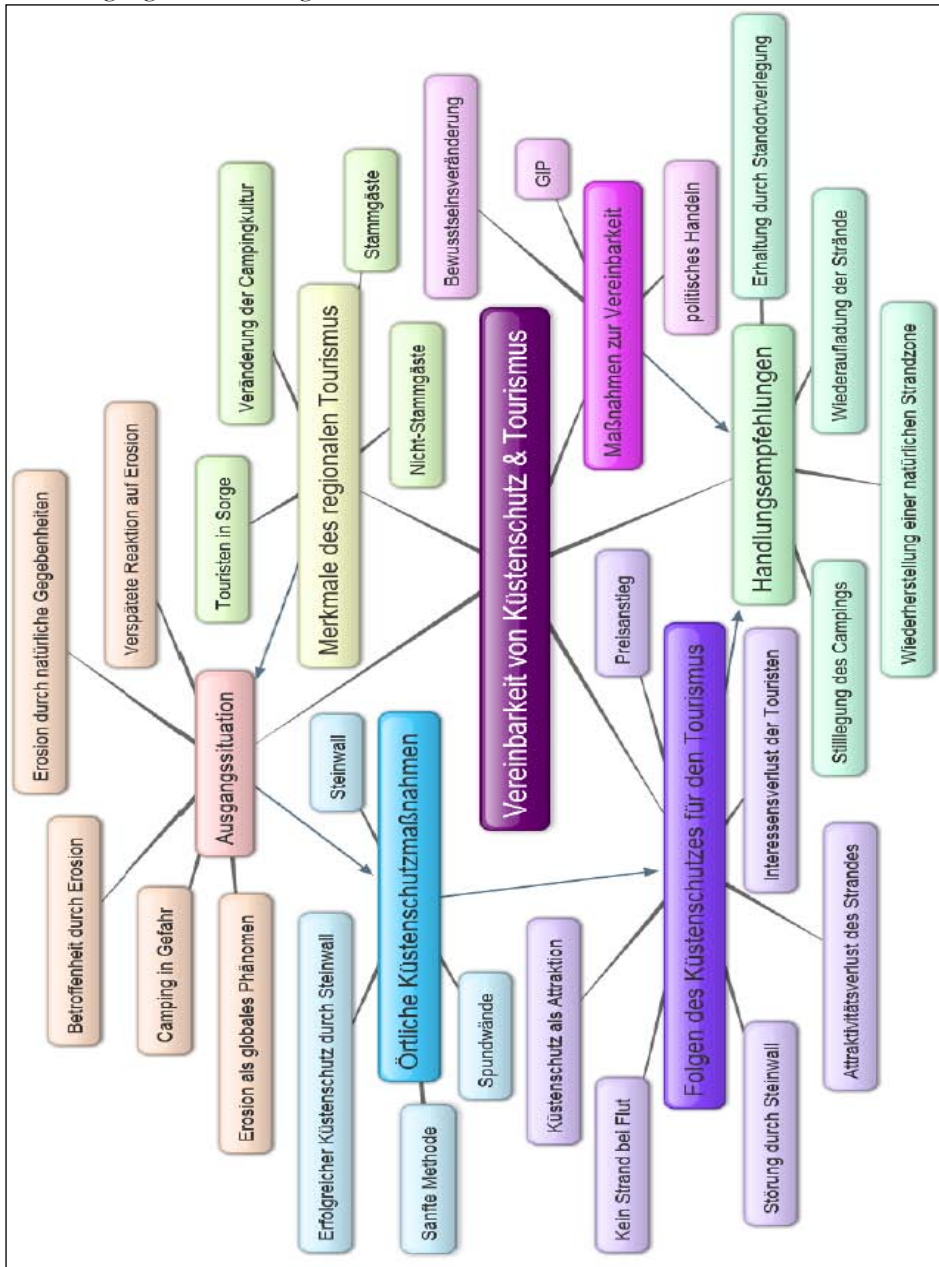 Erosion durch natürliche Gegebenheiten
Betroffenheit durch Erosion
Verspätete Reaktion auf Erosion
Camping in Gefahr
Erosion als globales Phänomen
Ausgangssituation
Touristen in Sorge
Veränderung der Campingkultur
Merkmale des regionalen Tourismus
Stammgäste
Nicht-Stammgäste
Erfolgreicher Küstenschutz durch Steinwall
Steinwall
Örtliche Küstenschutzmaßnahmen
Sanfte Methode
Spundwände
Vereinbarkeit von Küstenschutz & Tourismus
Bewusstseinsveränderung
GIP
Maßnahmen zur Vereinbarkeit
politisches Handeln
Küstenschutz als Attraktion
Kein Strand bei Flut
Preisanstieg
Folgen des Küstenschutzes für den Tourismus
Störung durch Steinwall
Attraktivitätsverlust des Strandes
Interessensverlust der Touristen
Handlungsempfehlungen
Erhaltung durch Standortverlegung
Stilllegung des Campings
Wiederaufladung der Strände
Wiederherstellung einer natürlichen Strandzone